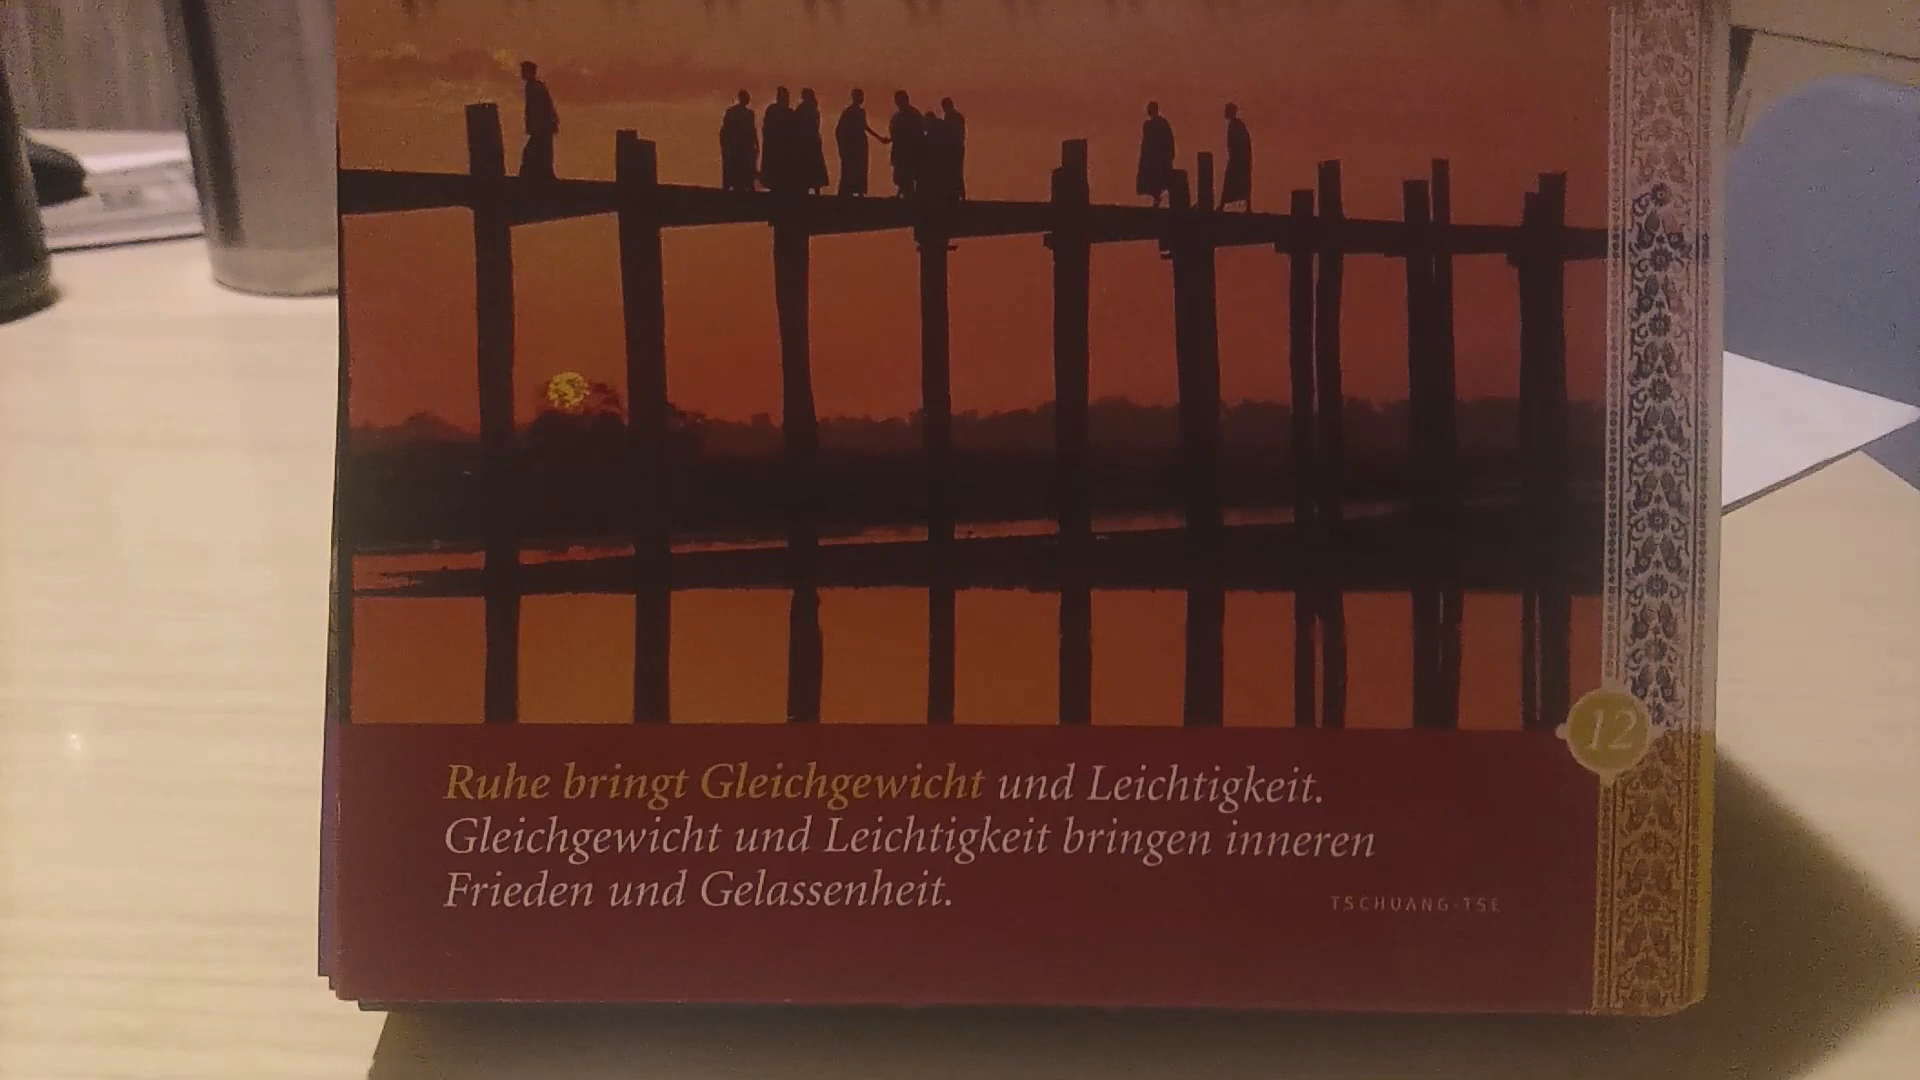 Ruhe bringt Gleichgewicht und Leichtigkeit.
Gleichgewicht und Leichtigkeit bringen inneren
Frieden und Gelassenheit.
TSCHUANG-TSE
12